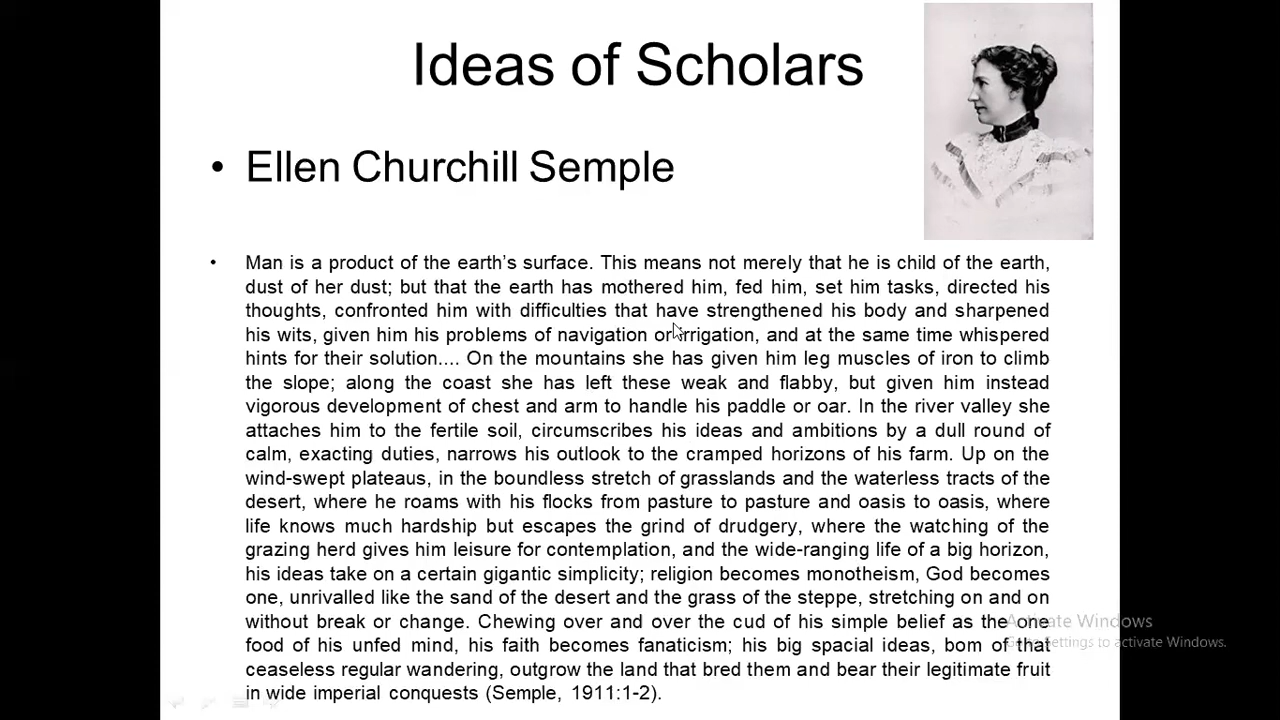 Ideas of Scholars
• Ellen Churchill Semple
• Man is a product of the earth's surface. This means not merely that he is child of the earth,
dust of her dust; but that the earth has mothered him, fed him, set him tasks, directed his
thoughts, confronted him with difficulties that have strengthened his body and sharpened
his wits, given him his problems of navigation or irrigation, and at the same time whispered
hints for their solution.... On the mountains she has given him leg muscles of iron to climb
the slope; along the coast she has left these weak and flabby, but given him instead
vigorous development of chest and arm to handle his paddle or oar. In the river valley she
attaches him to the fertile soil, circumscribes his ideas and ambitions by a dull round of
calm, exacting duties, narrows his outlook to the cramped horizons of his farm. Up on the
wind-swept plateaus, in the boundless stretch of grasslands and the waterless tracts of the
desert, where he roams with his flocks from pasture to pasture and oasis to oasis, where
life knows much hardship but escapes the grind of drudgery, where the watching of the
grazing herd gives him leisure for contemplation, and the wide-ranging life of a big horizon,
his ideas take on a certain gigantic simplicity; religion becomes monotheism, God becomes
one, unrivalled like the sand of the desert and the grass of the steppe, stretching on and on
without break or change. Chewing over and over the cud of his simple belief as the one
food of his unfed mind, his faith becomes fanaticism; his big spacial ideas, bom of that
ceaseless regular wandering, outgrow the land that bred them and bear their legitimate fruit
in wide imperial conquests (Semple, 1911:1-2).
Activate Windows
Go to Settings to activate Windows.